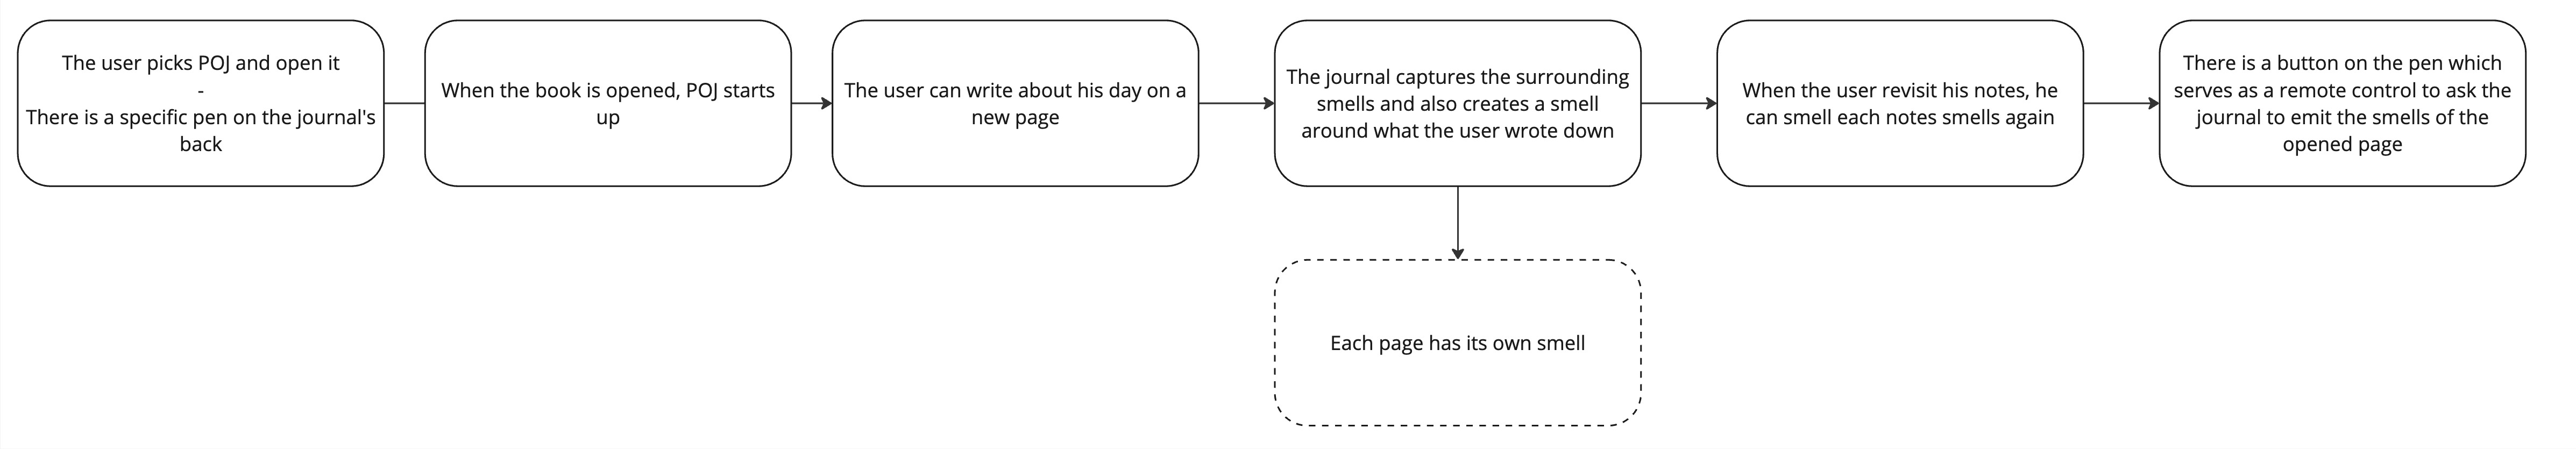 The user picks POJ and open it
-
There is a specific pen on the journal's
back
When the book is opened, POJ starts
up
The user can write about his day on a
new page
The journal captures the surrounding
smells and also creates a smell
around what the user wrote down
When the user revisit his notes, he
can smell each notes smells again
There is a button on the pen which
serves as a remote control to ask the
journal to emit the smells of the
opened page
Each page has its own smell